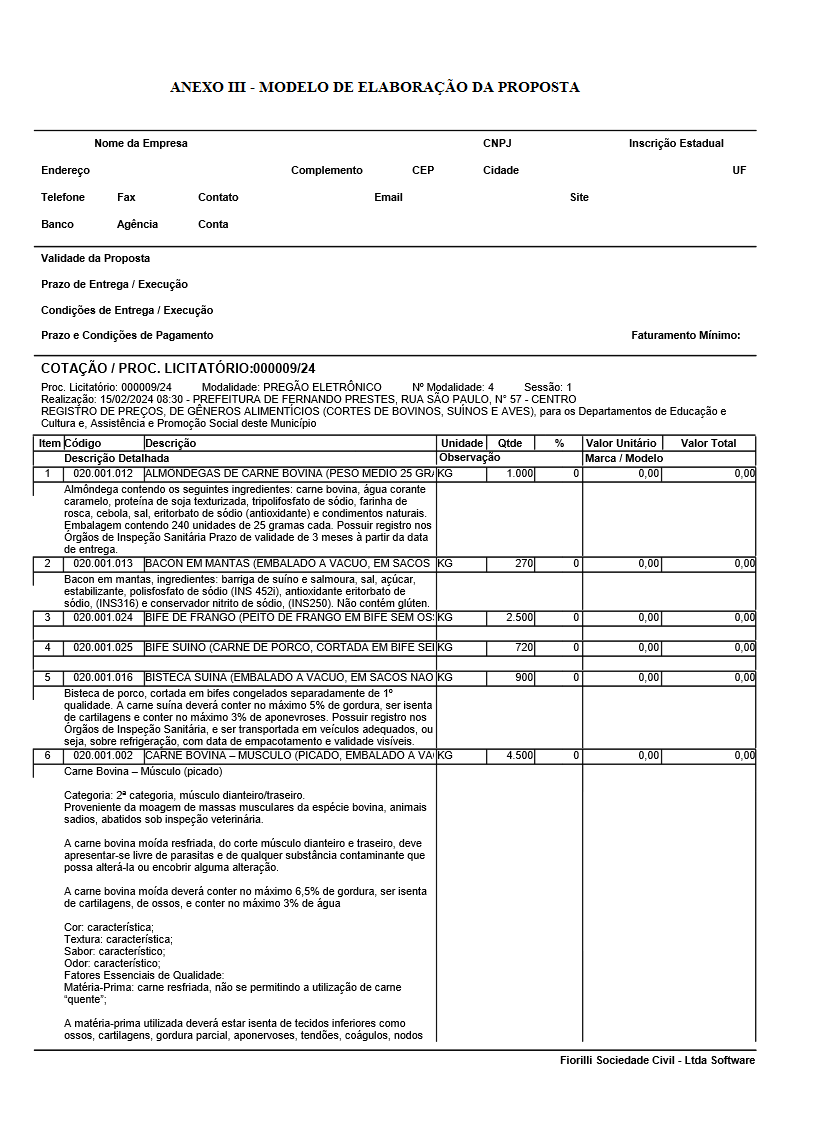 ANEXO III - MODELO DE ELABORAÇÃO DA PROPOSTA
Nome da Empresa CNPJ Inscrição Estadual
Endereço Complemento CEP Cidade UF
Telefone Fax Contato Email Site
Banco Agência Conta
Validade da Proposta
Prazo de Entrega / Execução
Condições de Entrega / Execução
Prazo e Condições de Pagamento Faturamento Mínimo:
COTAÇÃO / PROC. LICITATÓRIO:000009/24
Proc. Licitatório: 000009/24 Modalidade: PREGÃO ELETRÔNICO Nº Modalidade: 4 Sessão: 1
Realização: 15/02/2024 08:30 - PREFEITURA DE FERNANDO PRESTES, RUA SÃO PAULO, N° 57 - CENTRO
REGISTRO DE PREÇOS, DE GÊNEROS ALIMENTÍCIOS (CORTES DE BOVINOS, SUÍNOS E AVES), para os Departamentos de Educação e
Cultura e, Assistência e Promoção Social deste Município
Item Código Descrição Unidade Qtde % Valor Unitário Valor Total
Descrição Detalhada Observação Marca / Modelo
1 020.001.012 ALMONDEGAS DE CARNE BOVINA (PESO MEDIO 25 GRA KG 1.000 0 0,00 0,00
Almôndega contendo os seguintes ingredientes: carne bovina, água corante
caramelo, proteína de soja texturizada, tripolifosfato de sódio, farinha de
rosca, cebola, sal, eritorbato de sódio (antioxidante) e condimentos naturais.
Embalagem contendo 240 unidades de 25 gramas cada. Possuir registro nos
Órgãos de Inspeção Sanitária Prazo de validade de 3 meses à partir da data
de entrega.
2 020.001.013 BACON EM MANTAS (EMBALADO A VACUO, EM SACOS KG 270 0 0,00 0,00
Bacon em mantas, ingredientes: barriga de suíno e salmoura, sal, açúcar,
estabilizante, polisfosfato de sódio (INS 452i), antioxidante eritorbato de
sódio, (INS316) e conservador nitrito de sódio, (INS250). Não contém glúten.
3 020.001.024 BIFE DE FRANGO (PEITO DE FRANGO EM BIFE SEM OSS KG 2.500 0 0,00 0,00
4 020.001.025 BIFE SUINO (CARNE DE PORCO, CORTADA EM BIFE SEI KG 720 0 0,00 0,00
5 020.001.016 BISTECA SUINA (EMBALADO A VACUO, EM SACOS NAO KG 900 0 0,00 0,00
Bisteca de porco, cortada em bifes congelados separadamente de 1º
qualidade. A carne suína deverá conter no máximo 5% de gordura, ser isenta
de cartilagens e conter no máximo 3% de aponevroses. Possuir registro nos
Órgãos de Inspeção Sanitária, e ser transportada em veículos adequados, ou
seja, sobre refrigeração, com data de empacotamento e validade visíveis.
6 020.001.002 CARNE BOVINA – MUSCULO (PICADO, EMBALADO A VA KG 4.500 0 0,00 0,00
Carne Bovina – Músculo (picado)
Categoria: 2ª categoria, músculo dianteiro/traseiro.
Proveniente da moagem de massas musculares da espécie bovina, animais
sadios, abatidos sob inspeção veterinária.
A carne bovina moída resfriada, do corte músculo dianteiro e traseiro, deve
apresentar-se livre de parasitas e de qualquer substância contaminante que
possa alterá-la ou encobrir alguma alteração.
A carne bovina moída deverá conter no máximo 6,5% de gordura, ser isenta
de cartilagens, de ossos, e conter no máximo 3% de água
Cor: característica;
Textura: característica;
Sabor: característico;
Odor: característico;
Fatores Essenciais de Qualidade:
Matéria-Prima: carne resfriada, não se permitindo a utilização de carne
“quente”;
A matéria-prima utilizada deverá estar isenta de tecidos inferiores como
ossos, cartilagens, gordura parcial, aponervoses, tendões, coágulos, nodos
Fiorilli Sociedade Civil - Ltda Software